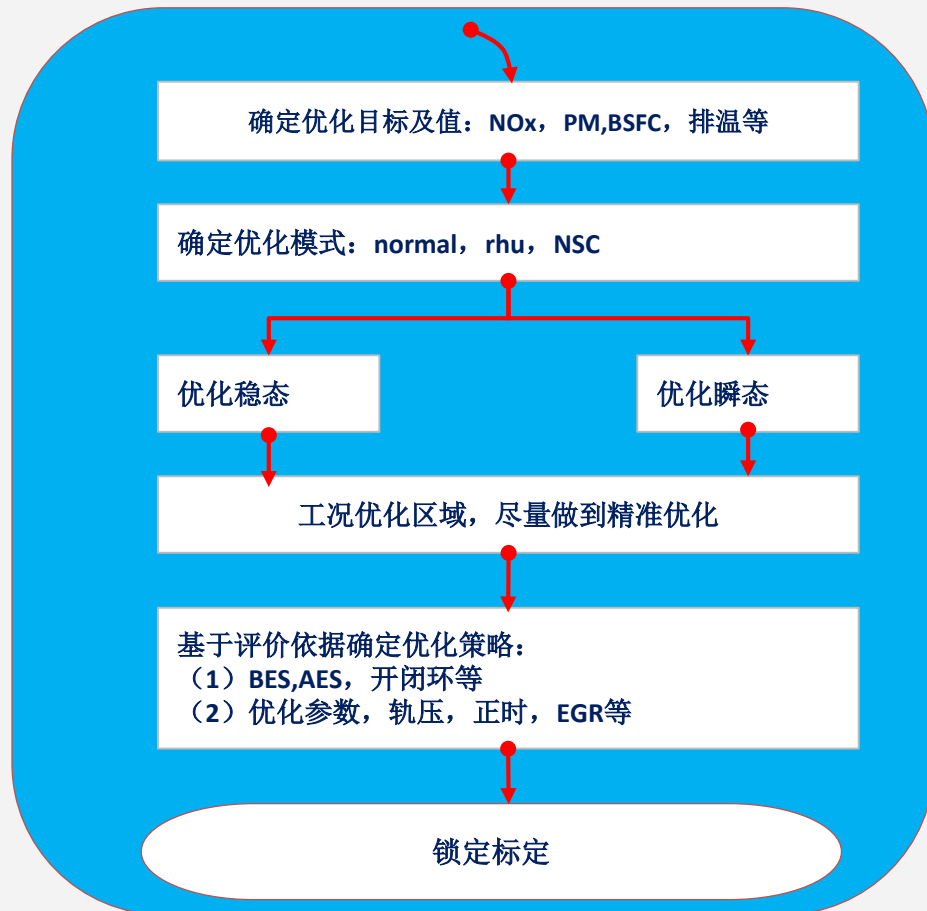 确定优化目标及值：NOx，PM,BSFC，排温等
确定优化模式：normal，rhu，NSC
优化稳态
优化瞬态
工况优化区域，尽量做到精准优化
基于评价依据确定优化策略：
（1）BES,AES，开闭环等
（2）优化参数，轨压，正时，EGR等
锁定标定